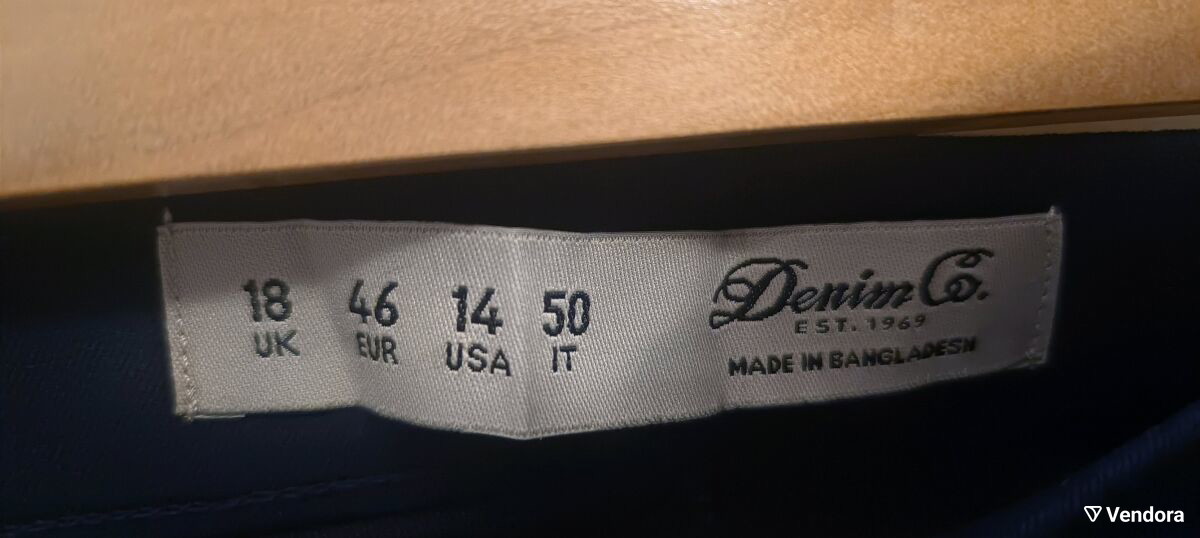 18 46 14 50
UK EUR USA IT
Denim Co.
EST. 1969
MADE IN BANGLADESH
Vendora